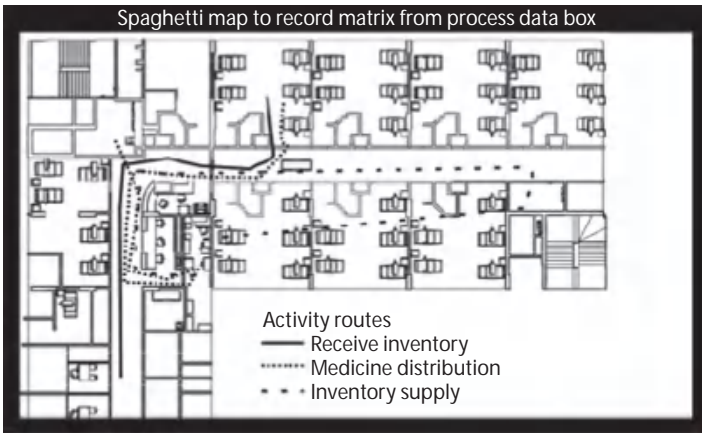 Spaghetti map to record matrix from process data box
Activity routes
Receive inventory
Medicine distribution
Inventory supply